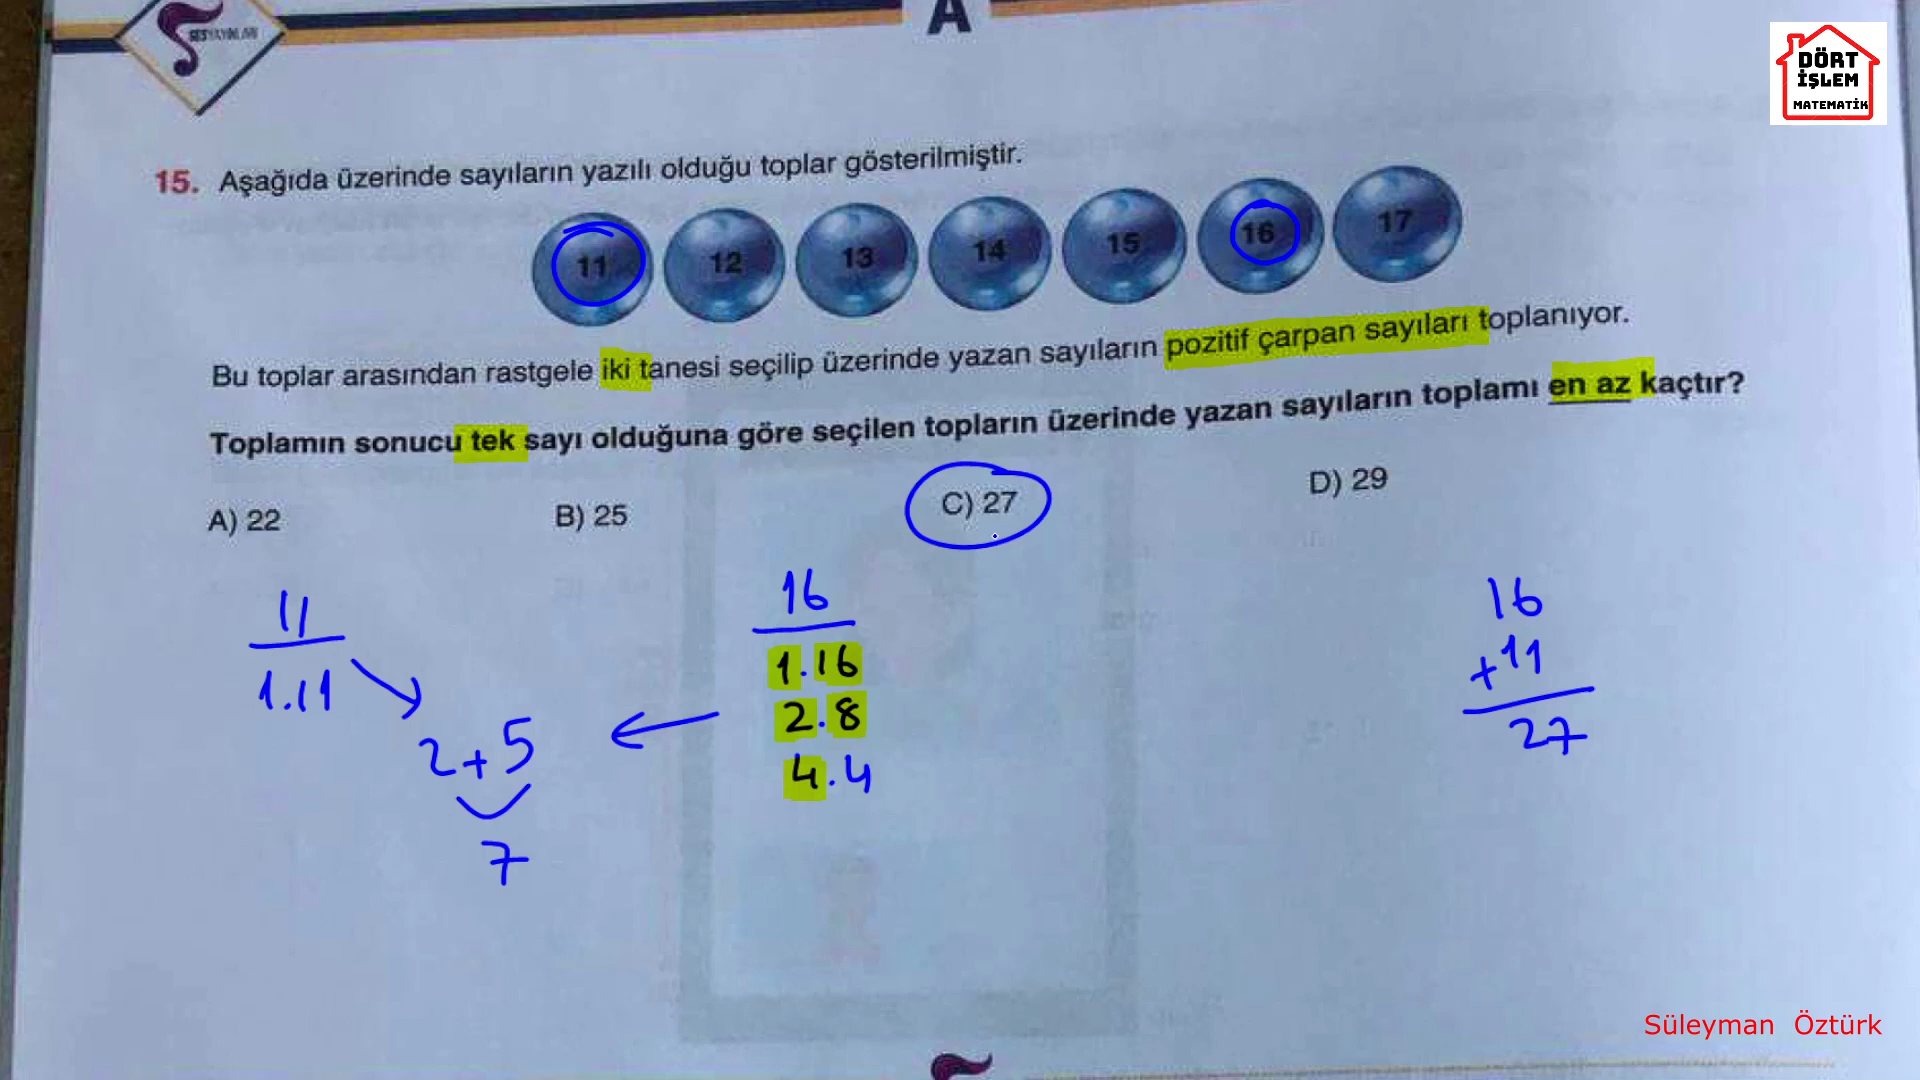 SESYAYINLARI
A
DÖRT
İŞLEM
MATEMATİK
15. Aşağıda üzerinde sayıların yazılı olduğu toplar gösterilmiştir.
11 12 13 14 15 16 17
Bu toplar arasından rastgele iki tanesi seçilip üzerinde yazan sayıların pozitif çarpan sayıları toplanıyor.
Toplamın sonucu tek sayı olduğuna göre seçilen topların üzerinde yazan sayıların toplamı en az kaçtır?
A) 22 B) 25 C) 27 D) 29
11
1.11
2+5
7
16
1.16
2.8
4.4
16
+11
27
Süleyman Öztürk